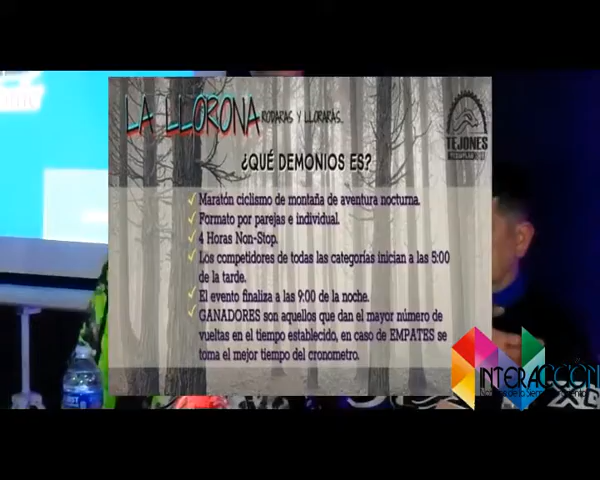 LA LLORONA RODARAS Y LLORARAS.
TEJONES
¿QUÉ DEMONIOS ES?
Maratón ciclismo de montaña de aventura nocturna.
Formato por parejas e individual.
4 Horas Non-Stop.
Los competidores de todas las categorías inician a las 5:00
de la tarde.
El evento finaliza a las 9:00 de la noche.
GANADORES son aquellos que dan el mayor número de
vueltas en el tiempo establecido, en caso de EMPATES se
toma el mejor tiempo del cronometro.
INTERACCION